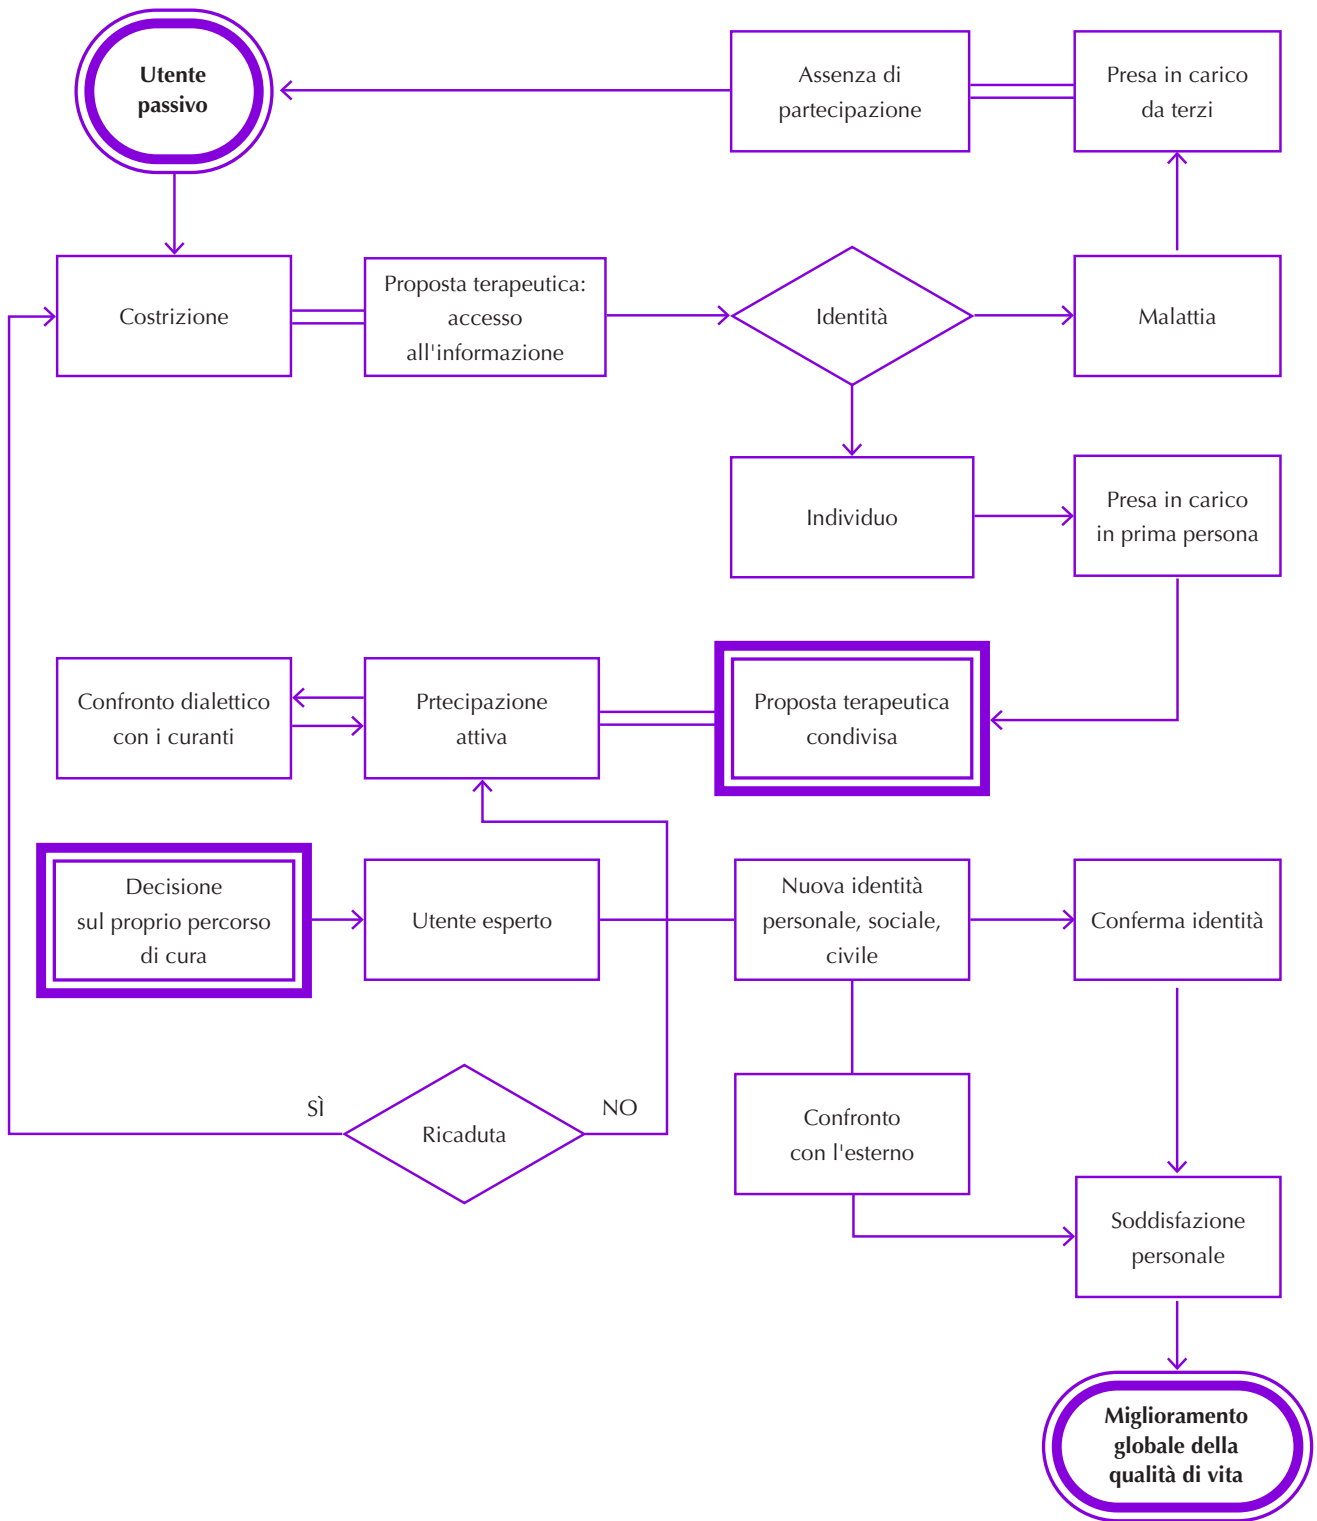 Utente
passivo
Assenza di
partecipazione
Presa in carico
da terzi
Costrizione
Proposta terapeutica:
accesso
all'informazione
Identità
Malattia
Individuo
Presa in carico
in prima persona
Confronto dialettico
con i curanti
Prtecipazione
attiva
Proposta terapeutica
condivisa
Decisione
sul proprio percorso
di cura
Utente esperto
Nuova identità
personale, sociale,
civile
Conferma identità
SÌ
Ricaduta
NO
Confronto
con l'esterno
Soddisfazione
personale
Miglioramento
globale della
qualità di vita